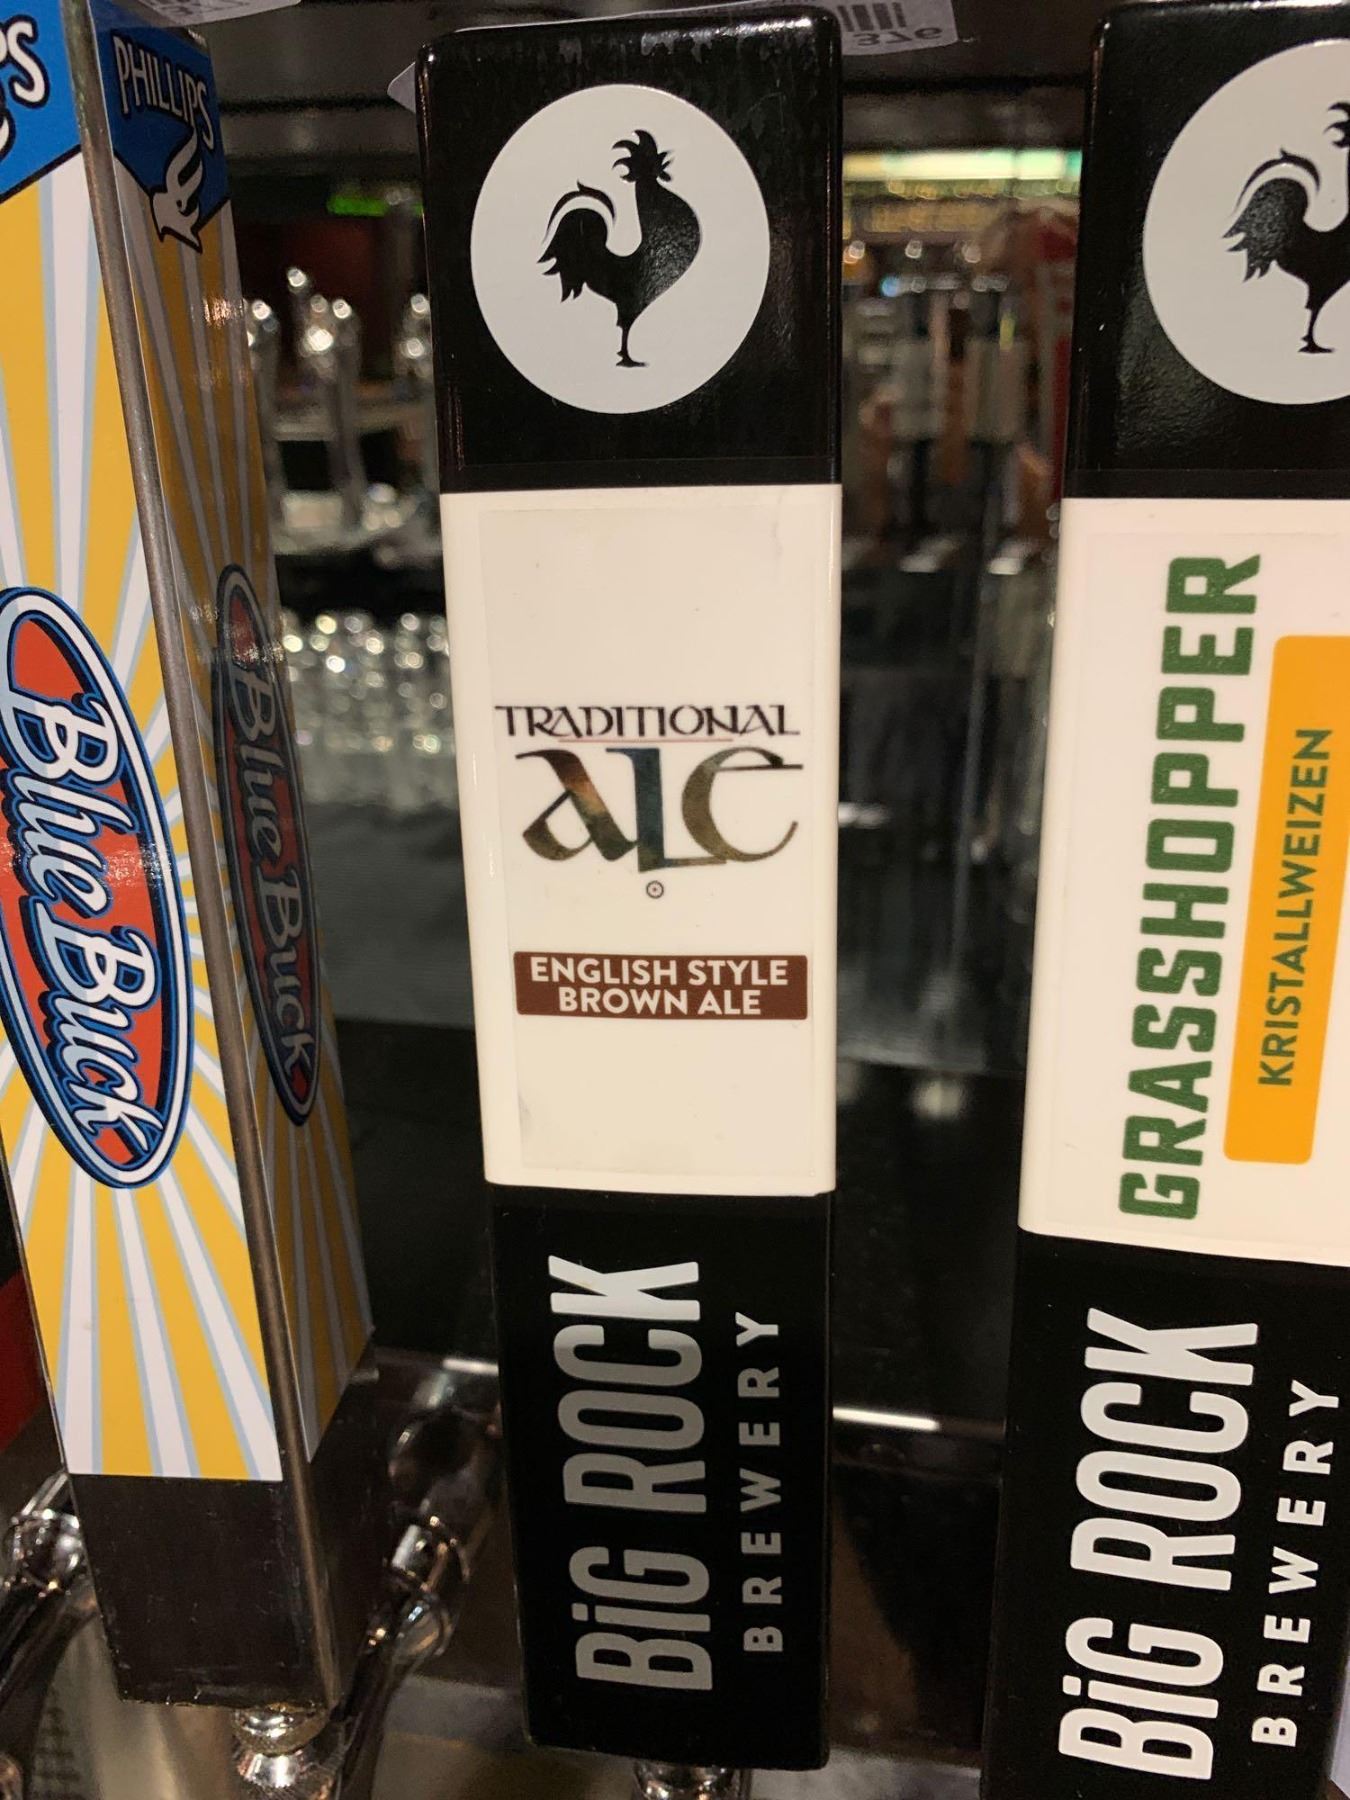 PHILLIPS
Blue Buck
Blue Buck
TRADITIONAL
ALE
ENGLISH STYLE
BROWN ALE
BiG ROCK
BREWERY
GRASSHOPPER
KRISTALLWEIZEN
BiG ROCK
BREWERY
376